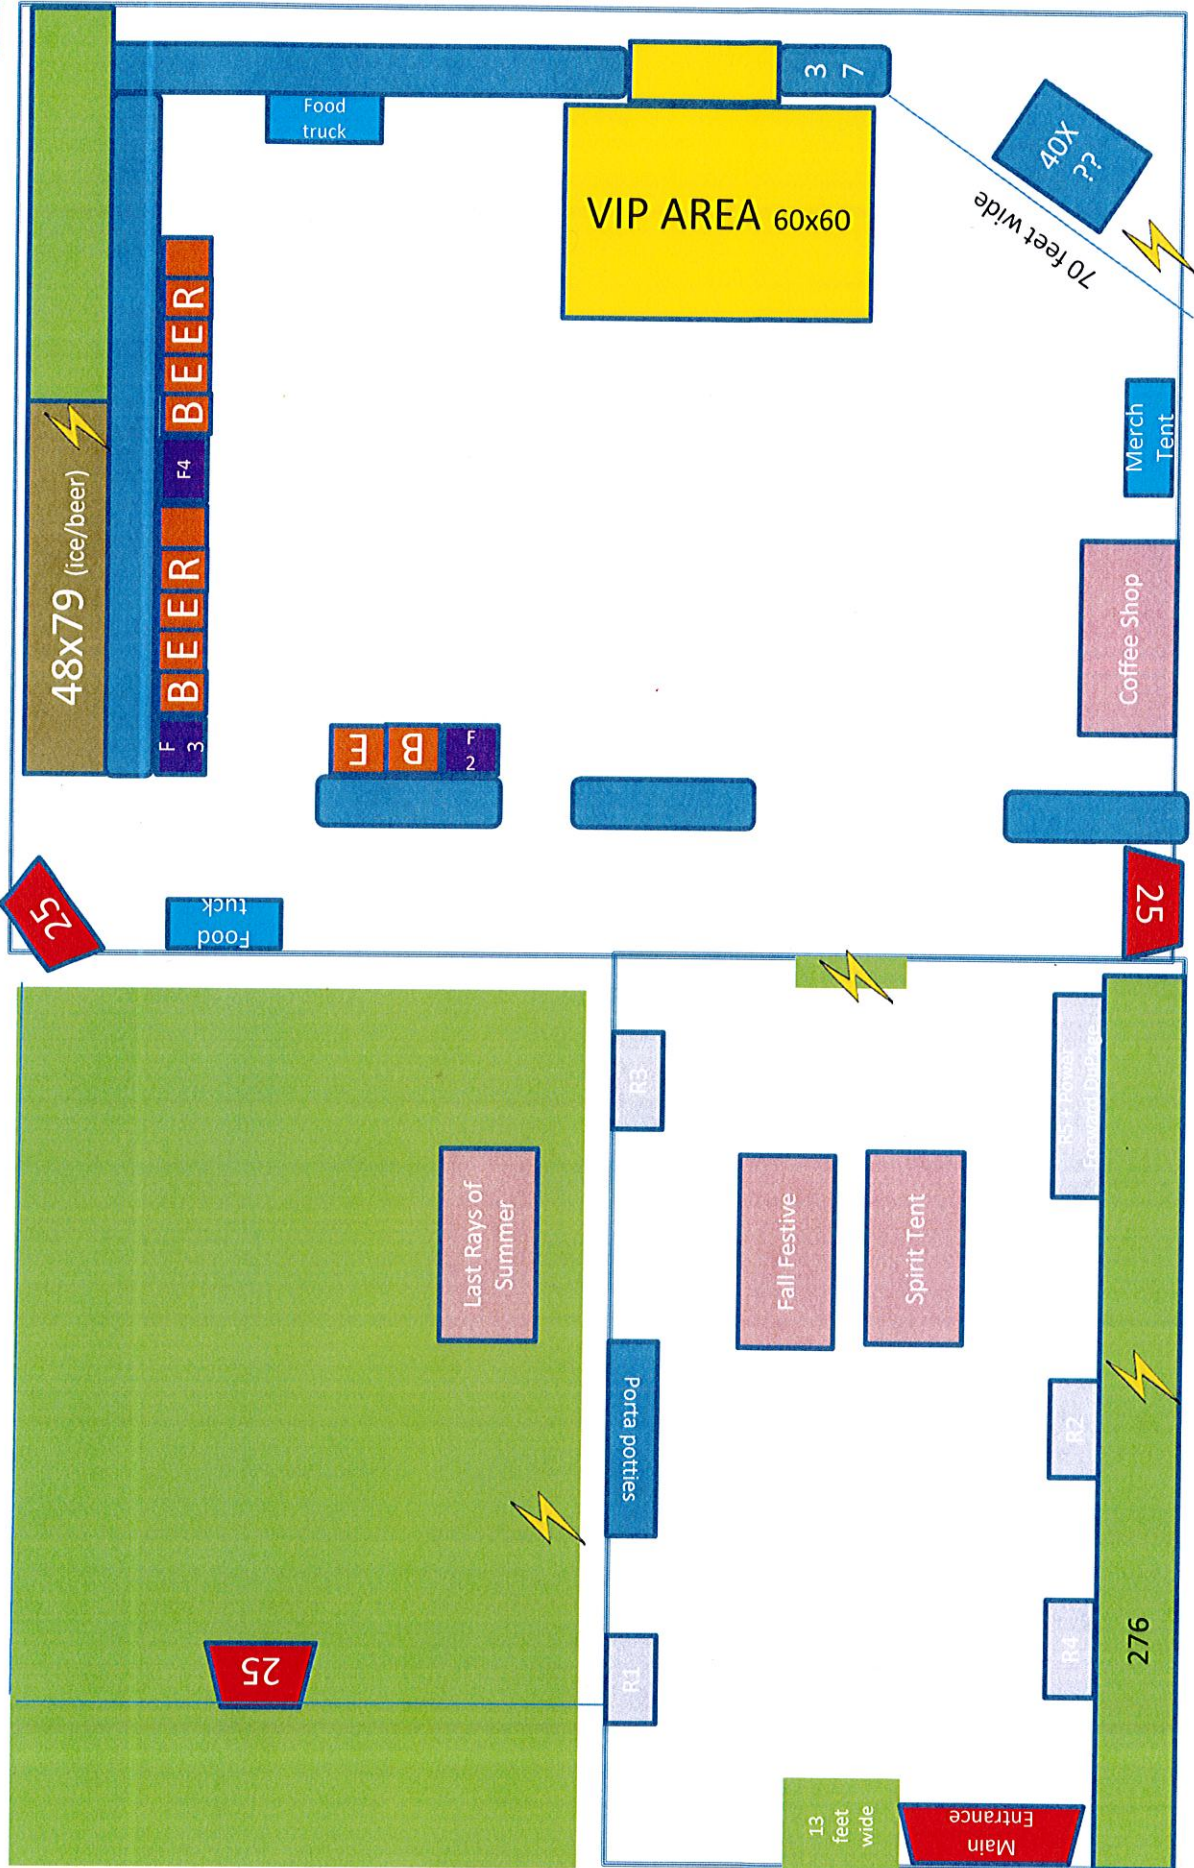 Food
truck
3 7
VIP AREA 60x60
40X
??
70 feet wide
B E E R
F4
48x79 (ice/beer)
B E E R
F
3
Merch
Tent
Coffee Shop
E B
F
2
25
25
Food
tuck
R3
R5 + Power
Last Rays of
Summer
Fall Festive
Spirit Tent
Porta potties
R2
25
R1
R4
276
13
feet
wide
Main
Entrance